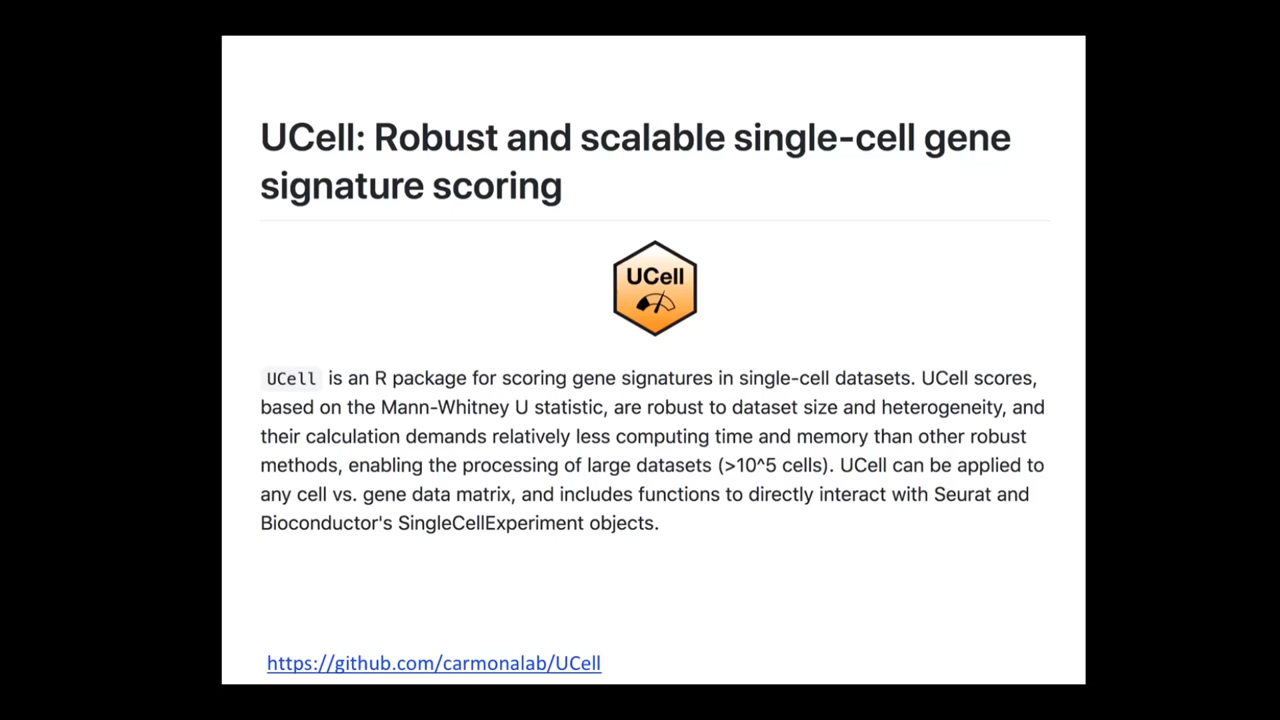 UCell: Robust and scalable single-cell gene
signature scoring
UCell
UCell is an R package for scoring gene signatures in single-cell datasets. UCell scores,
based on the Mann-Whitney U statistic, are robust to dataset size and heterogeneity, and
their calculation demands relatively less computing time and memory than other robust
methods, enabling the processing of large datasets (>10^5 cells). UCell can be applied to
any cell vs. gene data matrix, and includes functions to directly interact with Seurat and
Bioconductor's SingleCellExperiment objects.
https://github.com/carmonalab/UCell